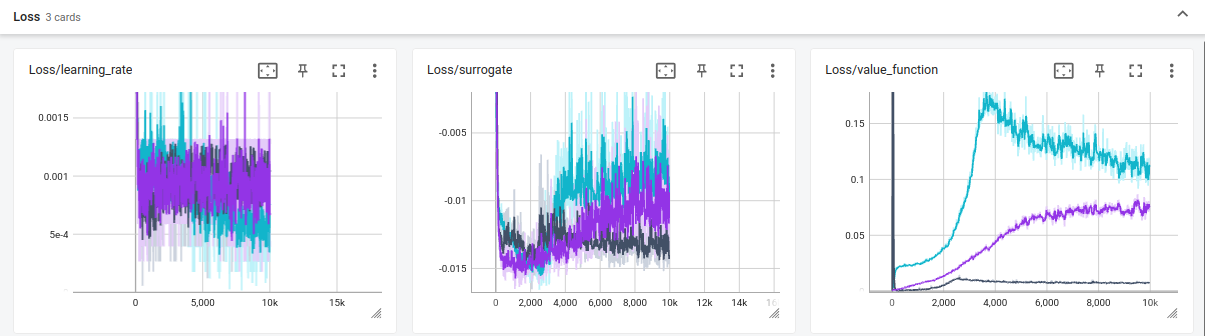 Loss 3 cards
Loss/learning_rate
0.0015
0.001
5e-4
0 5,000 10k 15k
Loss/surrogate
-0.005
-0.01
-0.015
0 2,000 4,000 6,000 8,000 10k 12k 14k 16
Loss/value_function
0.15
0.1
0.05
0
0 2,000 4,000 6,000 8,000 10k